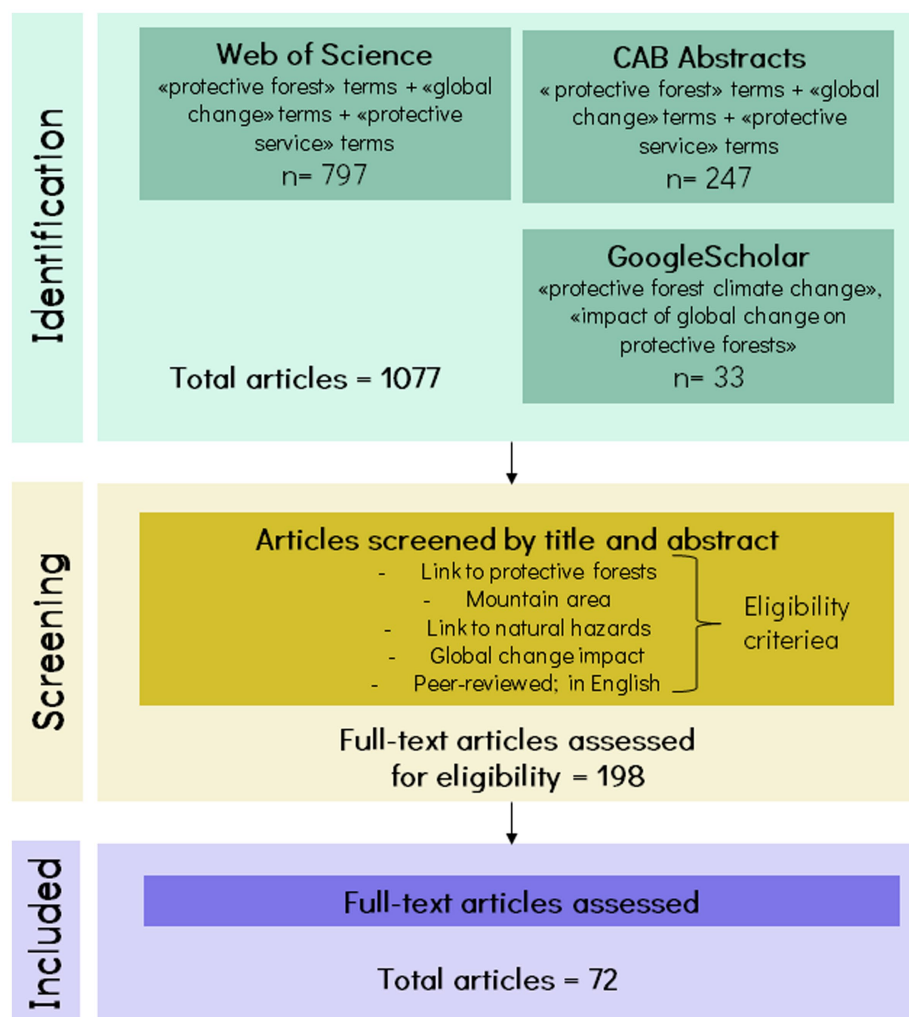 Identification
Web of Science
«protective forest» terms + «global
change» terms + «protective
service» terms
n= 797
CAB Abstracts
« protective forest» terms + «global
change» terms + «protective
service» terms
n= 247
GoogleScholar
«protective forest climate change»,
«impact of global change on
protective forests»
n= 33
Total articles = 1077
Screening
Articles screened by title and abstract
- Link to protective forests
- Mountain area
- Link to natural hazards
- Global change impact
- Peer-reviewed; in English
Eligibility
criteriea
Full-text articles assessed
for eligibility = 198
Included
Full-text articles assessed
Total articles = 72